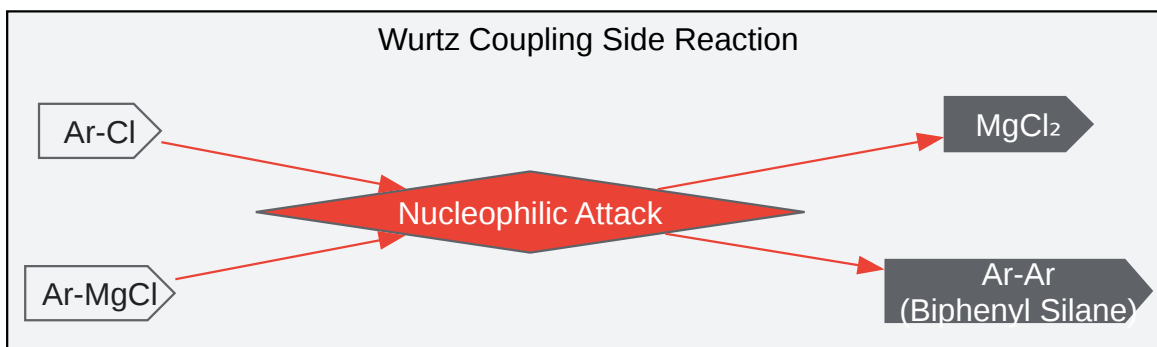 Wurtz Coupling Side Reaction
Ar-Cl
MgCl₂
Nucleophilic Attack
Ar-MgCl
Ar-Ar
(Biphenyl Silane)